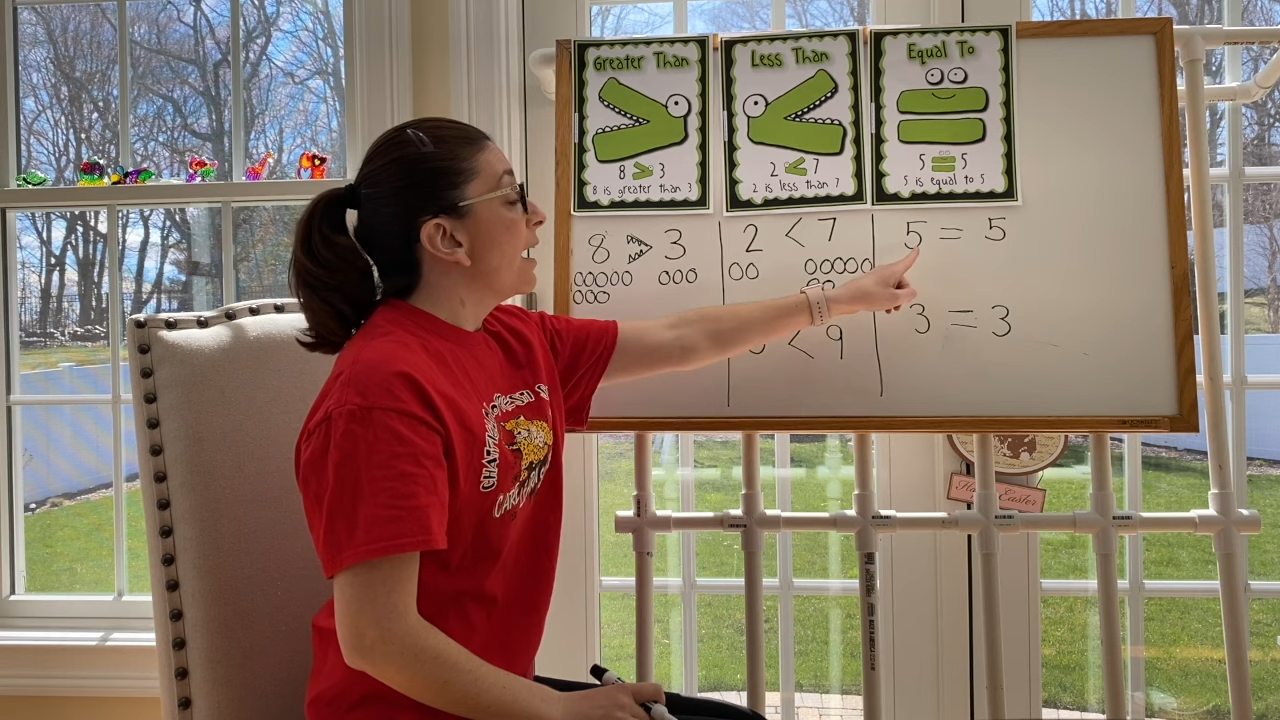 Greater Than
8 > 3
8 is greater than 3
Less Than
2 < 7
2 is less than 7
Equal To
5 = 5
5 is equal to 5
8 > 3
2 < 7
5 = 5
< 9
3 = 3